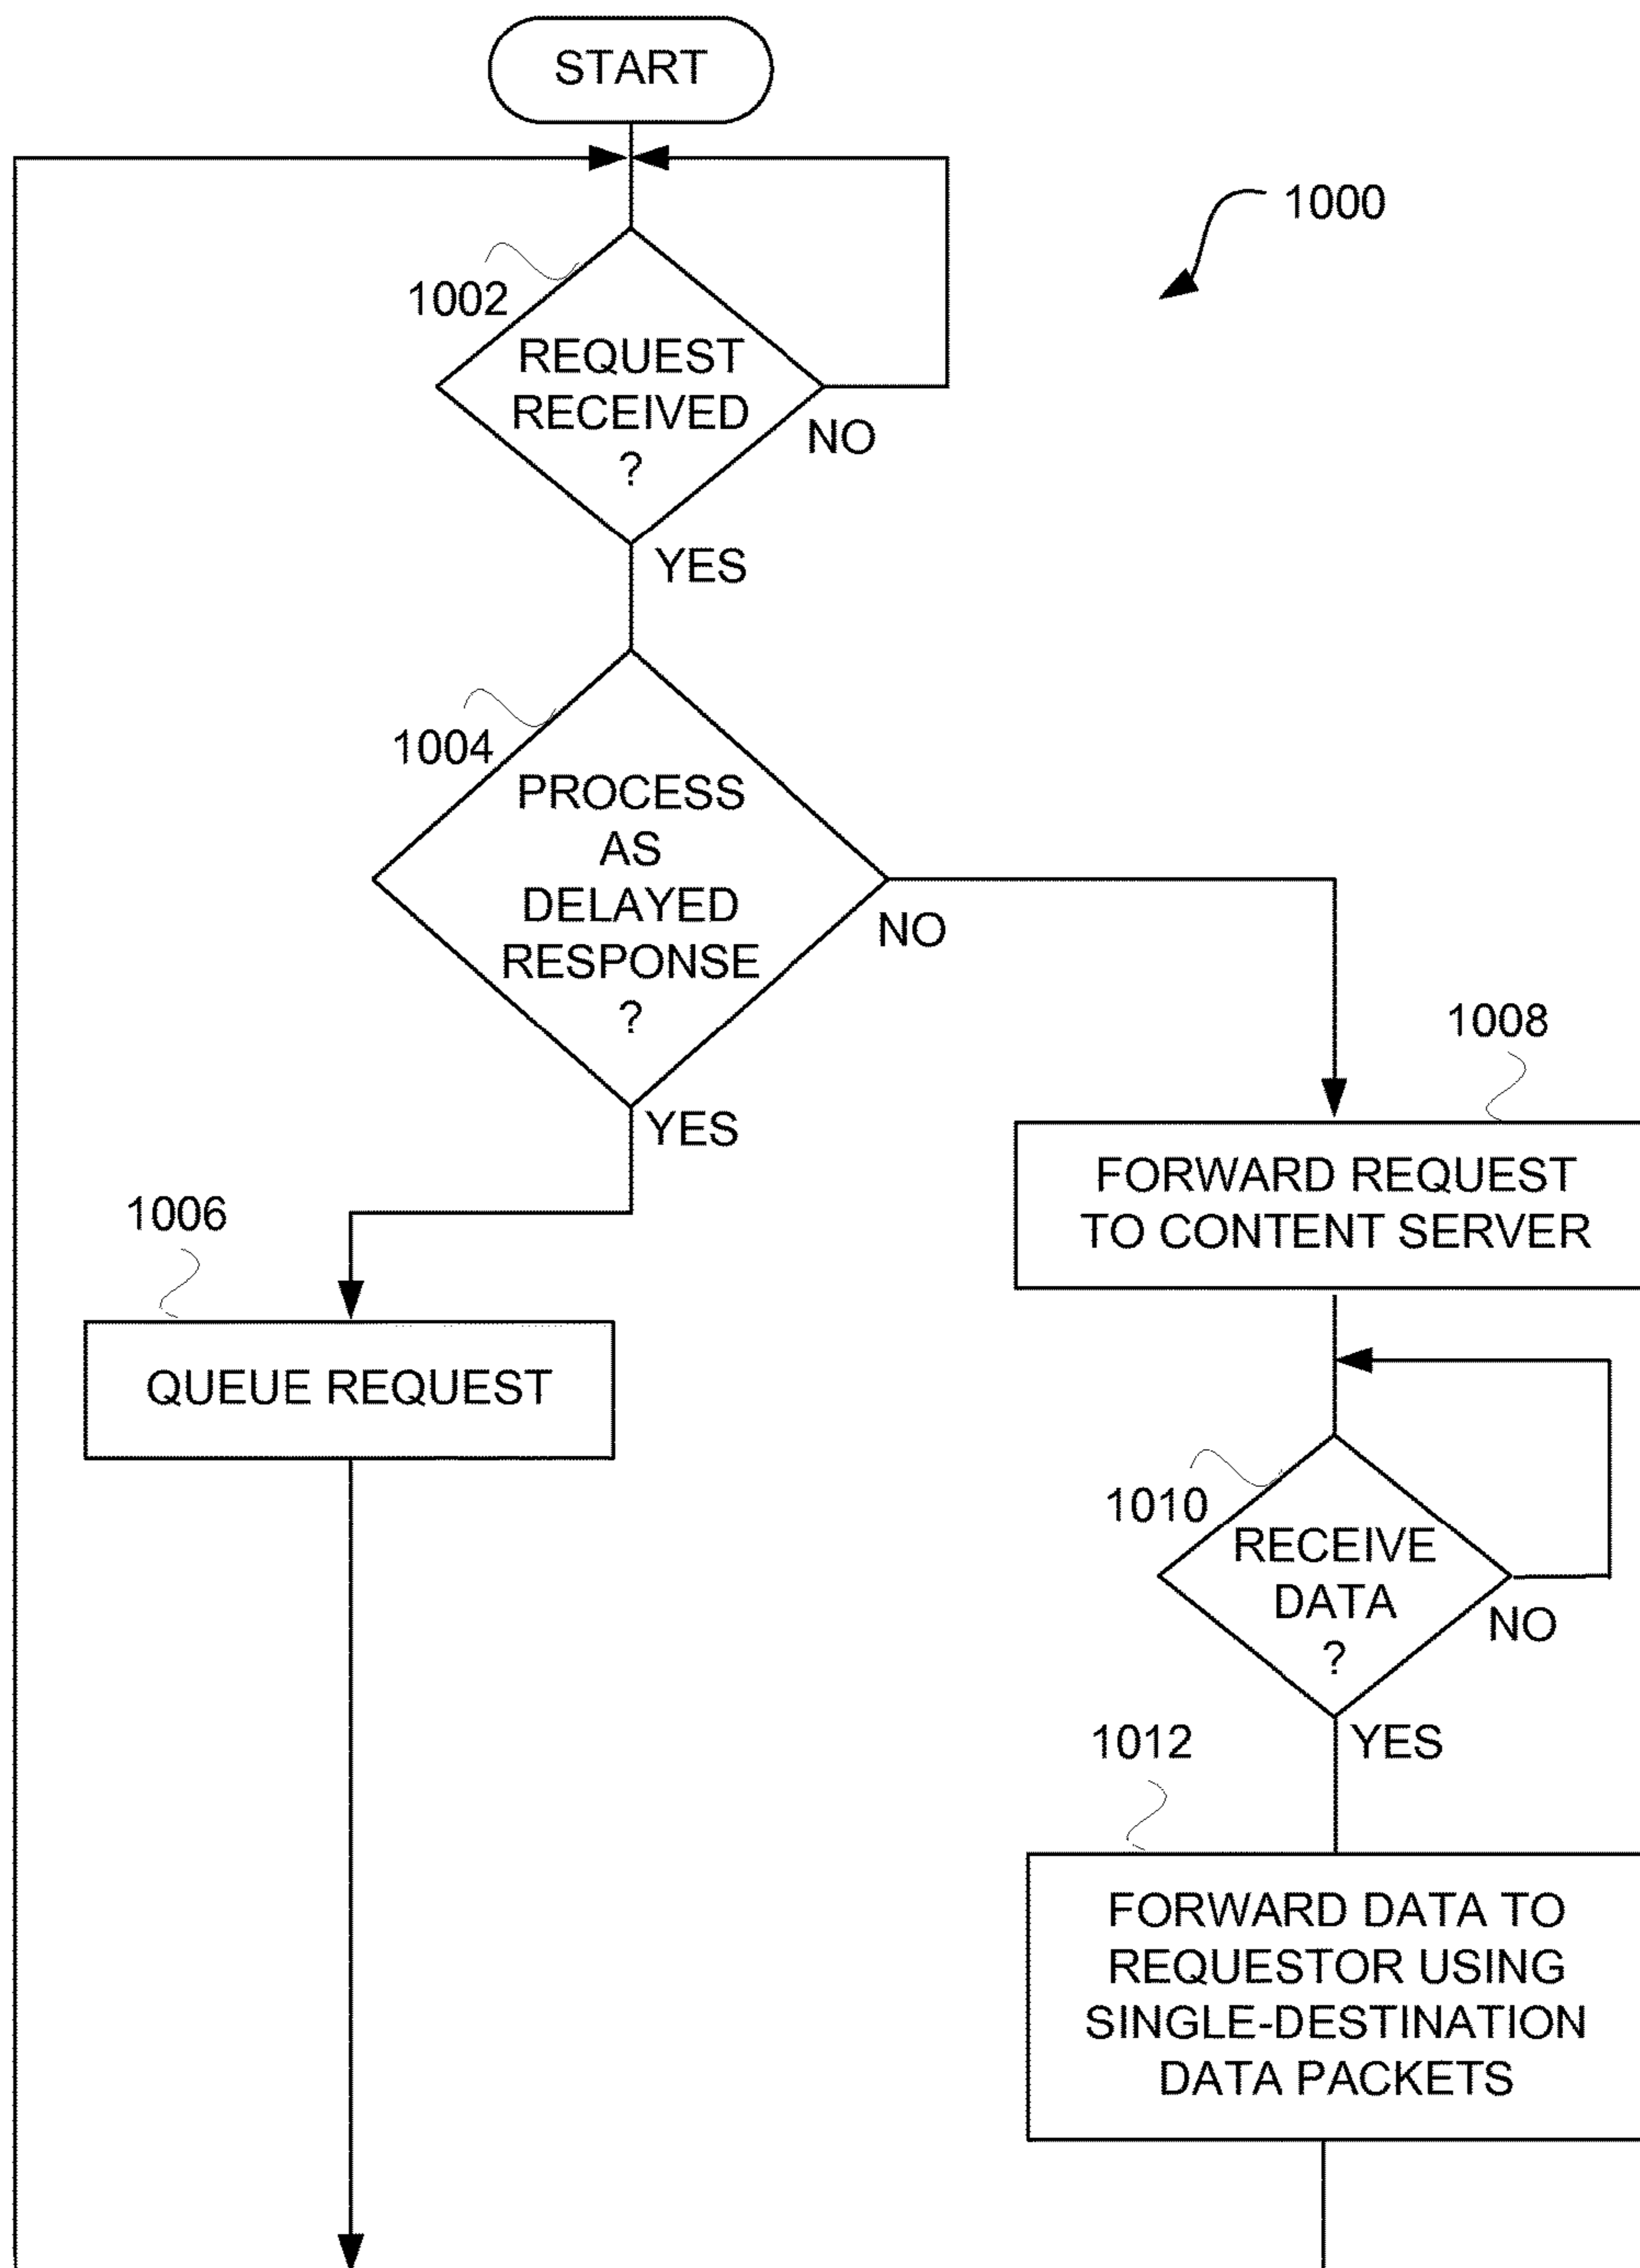 START
1000
1002
REQUEST
RECEIVED
?
NO
YES
1004
PROCESS
AS
DELAYED
RESPONSE
?
NO
YES
1008
FORWARD REQUEST
TO CONTENT SERVER
1006
QUEUE REQUEST
1010
RECEIVE
DATA
?
NO
YES
1012
FORWARD DATA TO
REQUESTOR USING
SINGLE-DESTINATION
DATA PACKETS